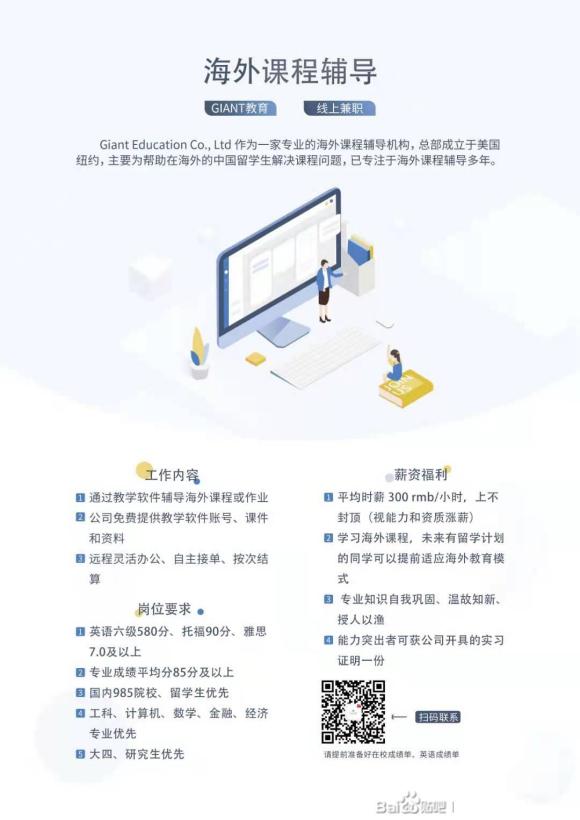 海外课程辅导
GIANT教育
线上兼职
Giant Education Co., Ltd 作为一家专业的海外课程辅导机构，总部成立于美国
纽约，主要为帮助在海外的中国留学生解决课程问题，已专注于海外课程辅导多年。
JOIN
US
工作内容
1 通过教学软件辅导海外课程或作业
2 公司免费提供教学软件账号、课件
和资料
3 远程灵活办公、自主接单、按次结
算
岗位要求
1 英语六级580分、托福90分、雅思
7.0及以上
2 专业成绩平均分85分及以上
3 国内985院校、留学生优先
4 工科、计算机、数学、金融、经济
专业优先
5 大四、研究生优先
薪资福利
1 平均时薪 300 rmb/小时，上不
封顶（视能力和资质涨薪）
2 学习海外课程，未来有留学计划
的同学可以提前适应海外教育模
式
3 专业知识自我巩固、温故知新、
授人以渔
4 能力突出者可获公司开具的实习
证明一份
扫码联系
请提前准备好在校成绩单、英语成绩单
Bai百度贴吧